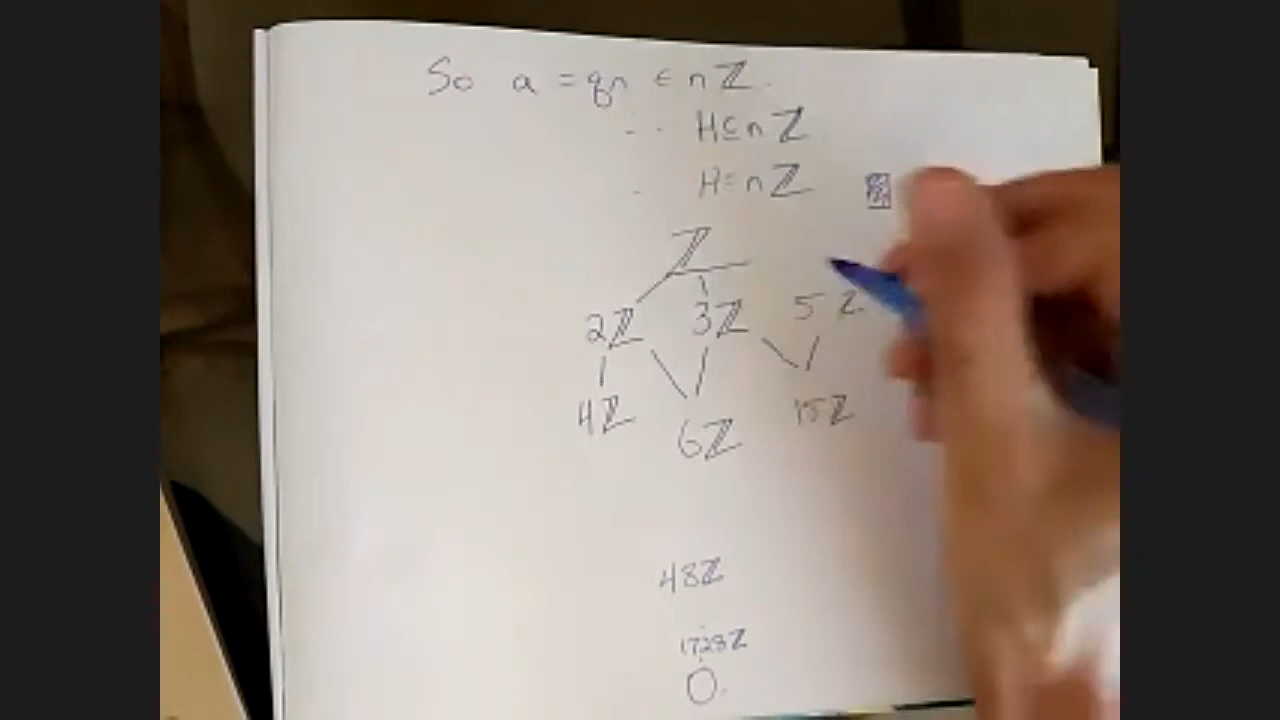 So a = qn ∈ nℤ.
∴ H ⊆ nℤ
∴ H = nℤ
ℤ
2ℤ 3ℤ 5ℤ
4ℤ 6ℤ 15ℤ
48ℤ
1728ℤ
0.